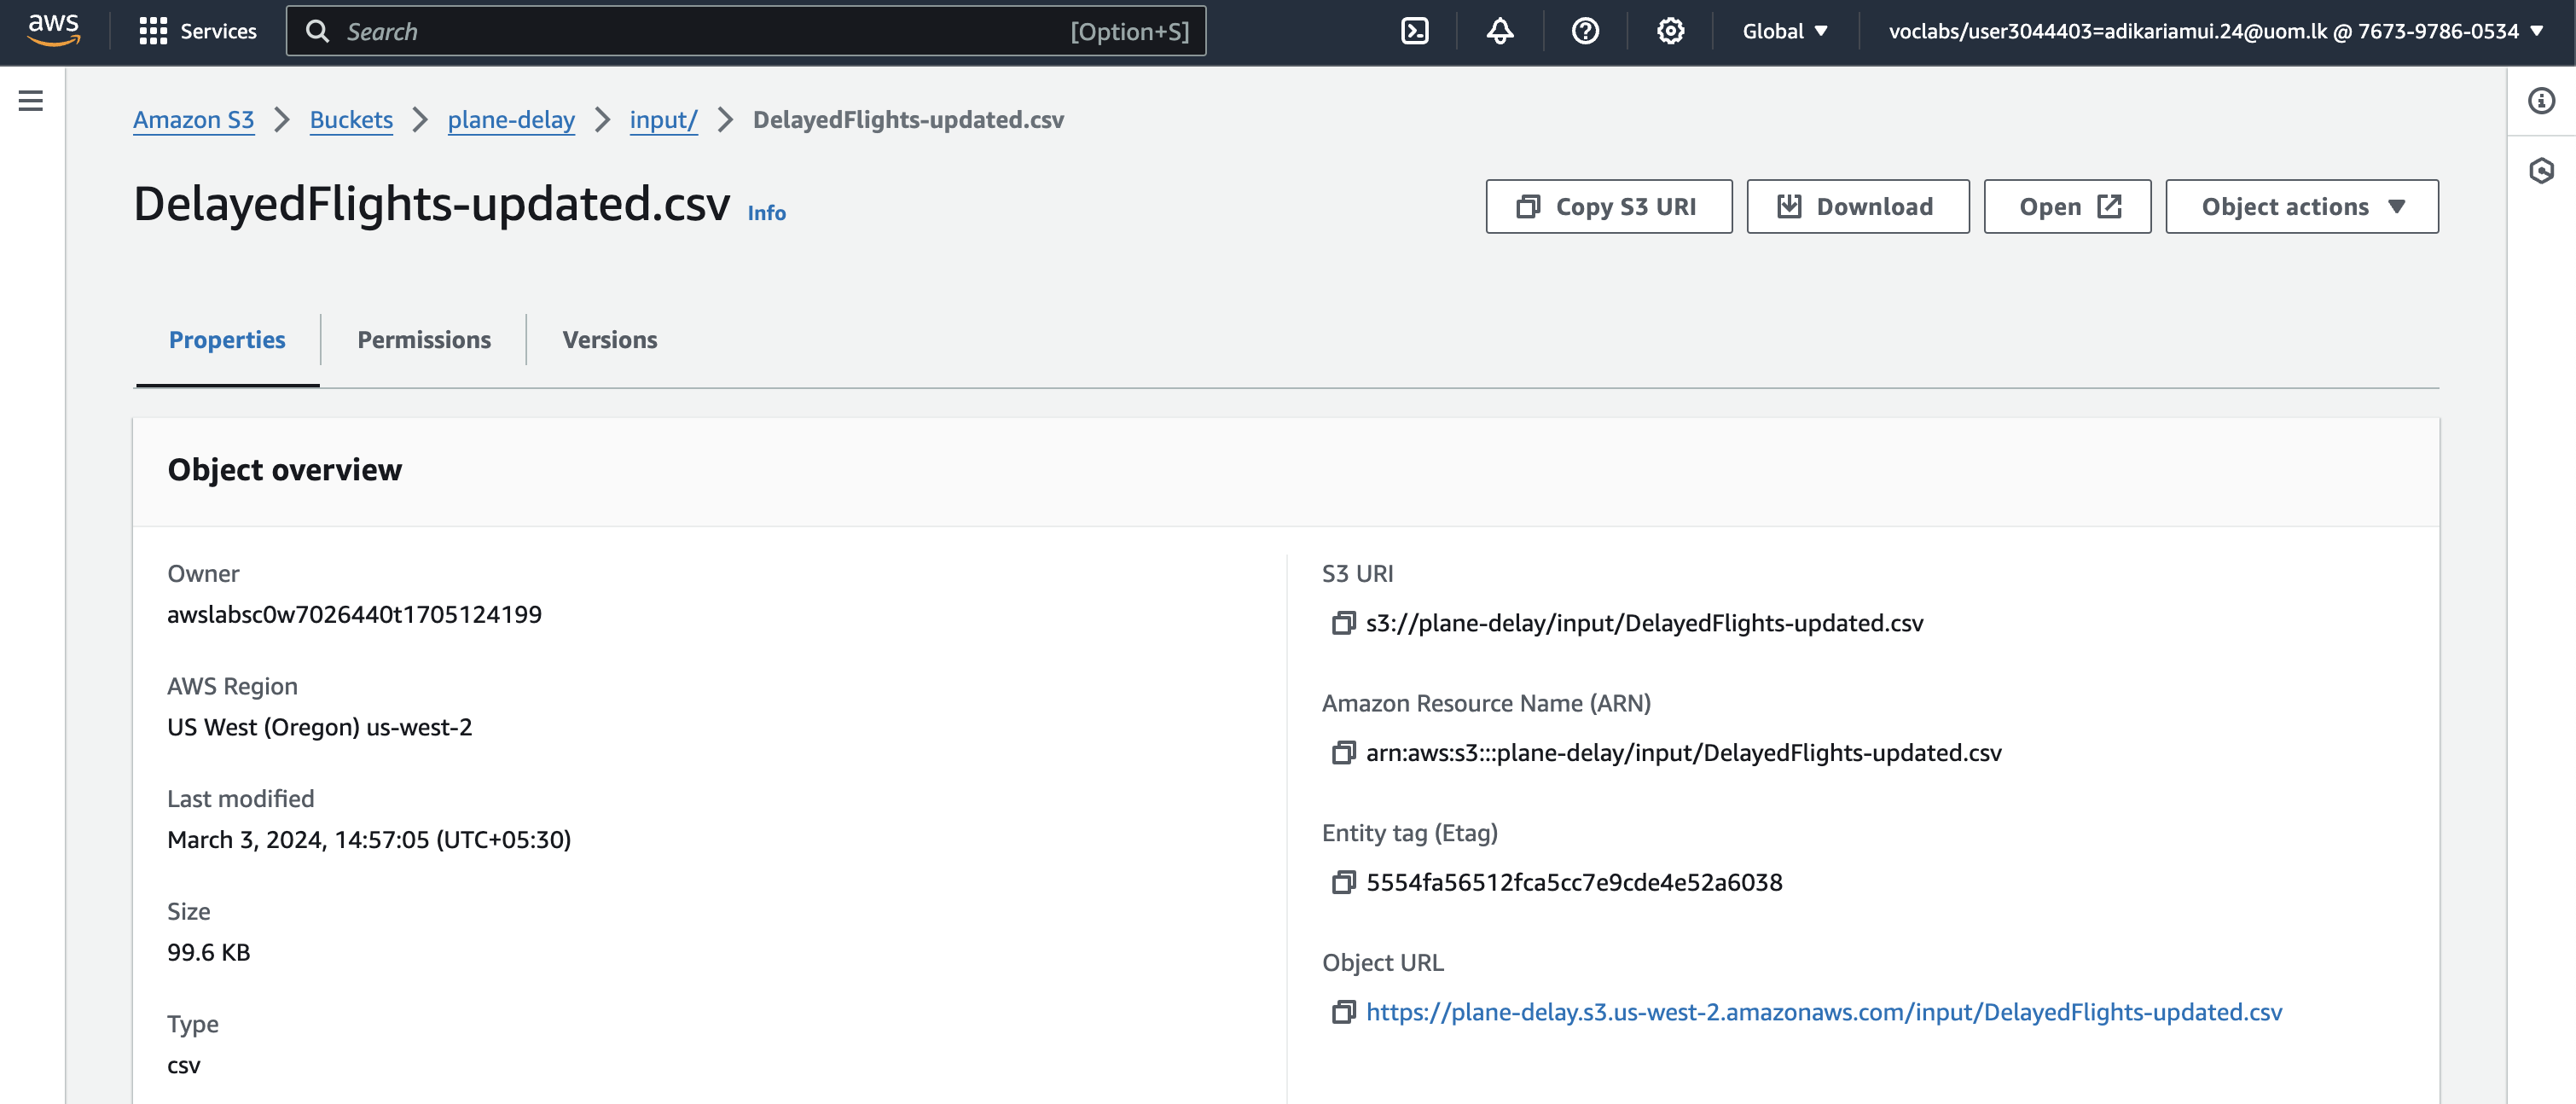 aws
Services
Search
[Option+S]
Global
voclabs/user3044403=adikariamui.24@uom.lk @ 7673-9786-0534
Amazon S3
Buckets
plane-delay
input/
DelayedFlights-updated.csv
DelayedFlights-updated.csv
Info
Copy S3 URI
Download
Open
Object actions
Properties
Permissions
Versions
Object overview
Owner
awslabsc0w7026440t1705124199
AWS Region
US West (Oregon) us-west-2
Last modified
March 3, 2024, 14:57:05 (UTC+05:30)
Size
99.6 KB
Type
csv
S3 URI
s3://plane-delay/input/DelayedFlights-updated.csv
Amazon Resource Name (ARN)
arn:aws:s3:::plane-delay/input/DelayedFlights-updated.csv
Entity tag (Etag)
5554fa56512fca5cc7e9cde4e52a6038
Object URL
https://plane-delay.s3.us-west-2.amazonaws.com/input/DelayedFlights-updated.csv